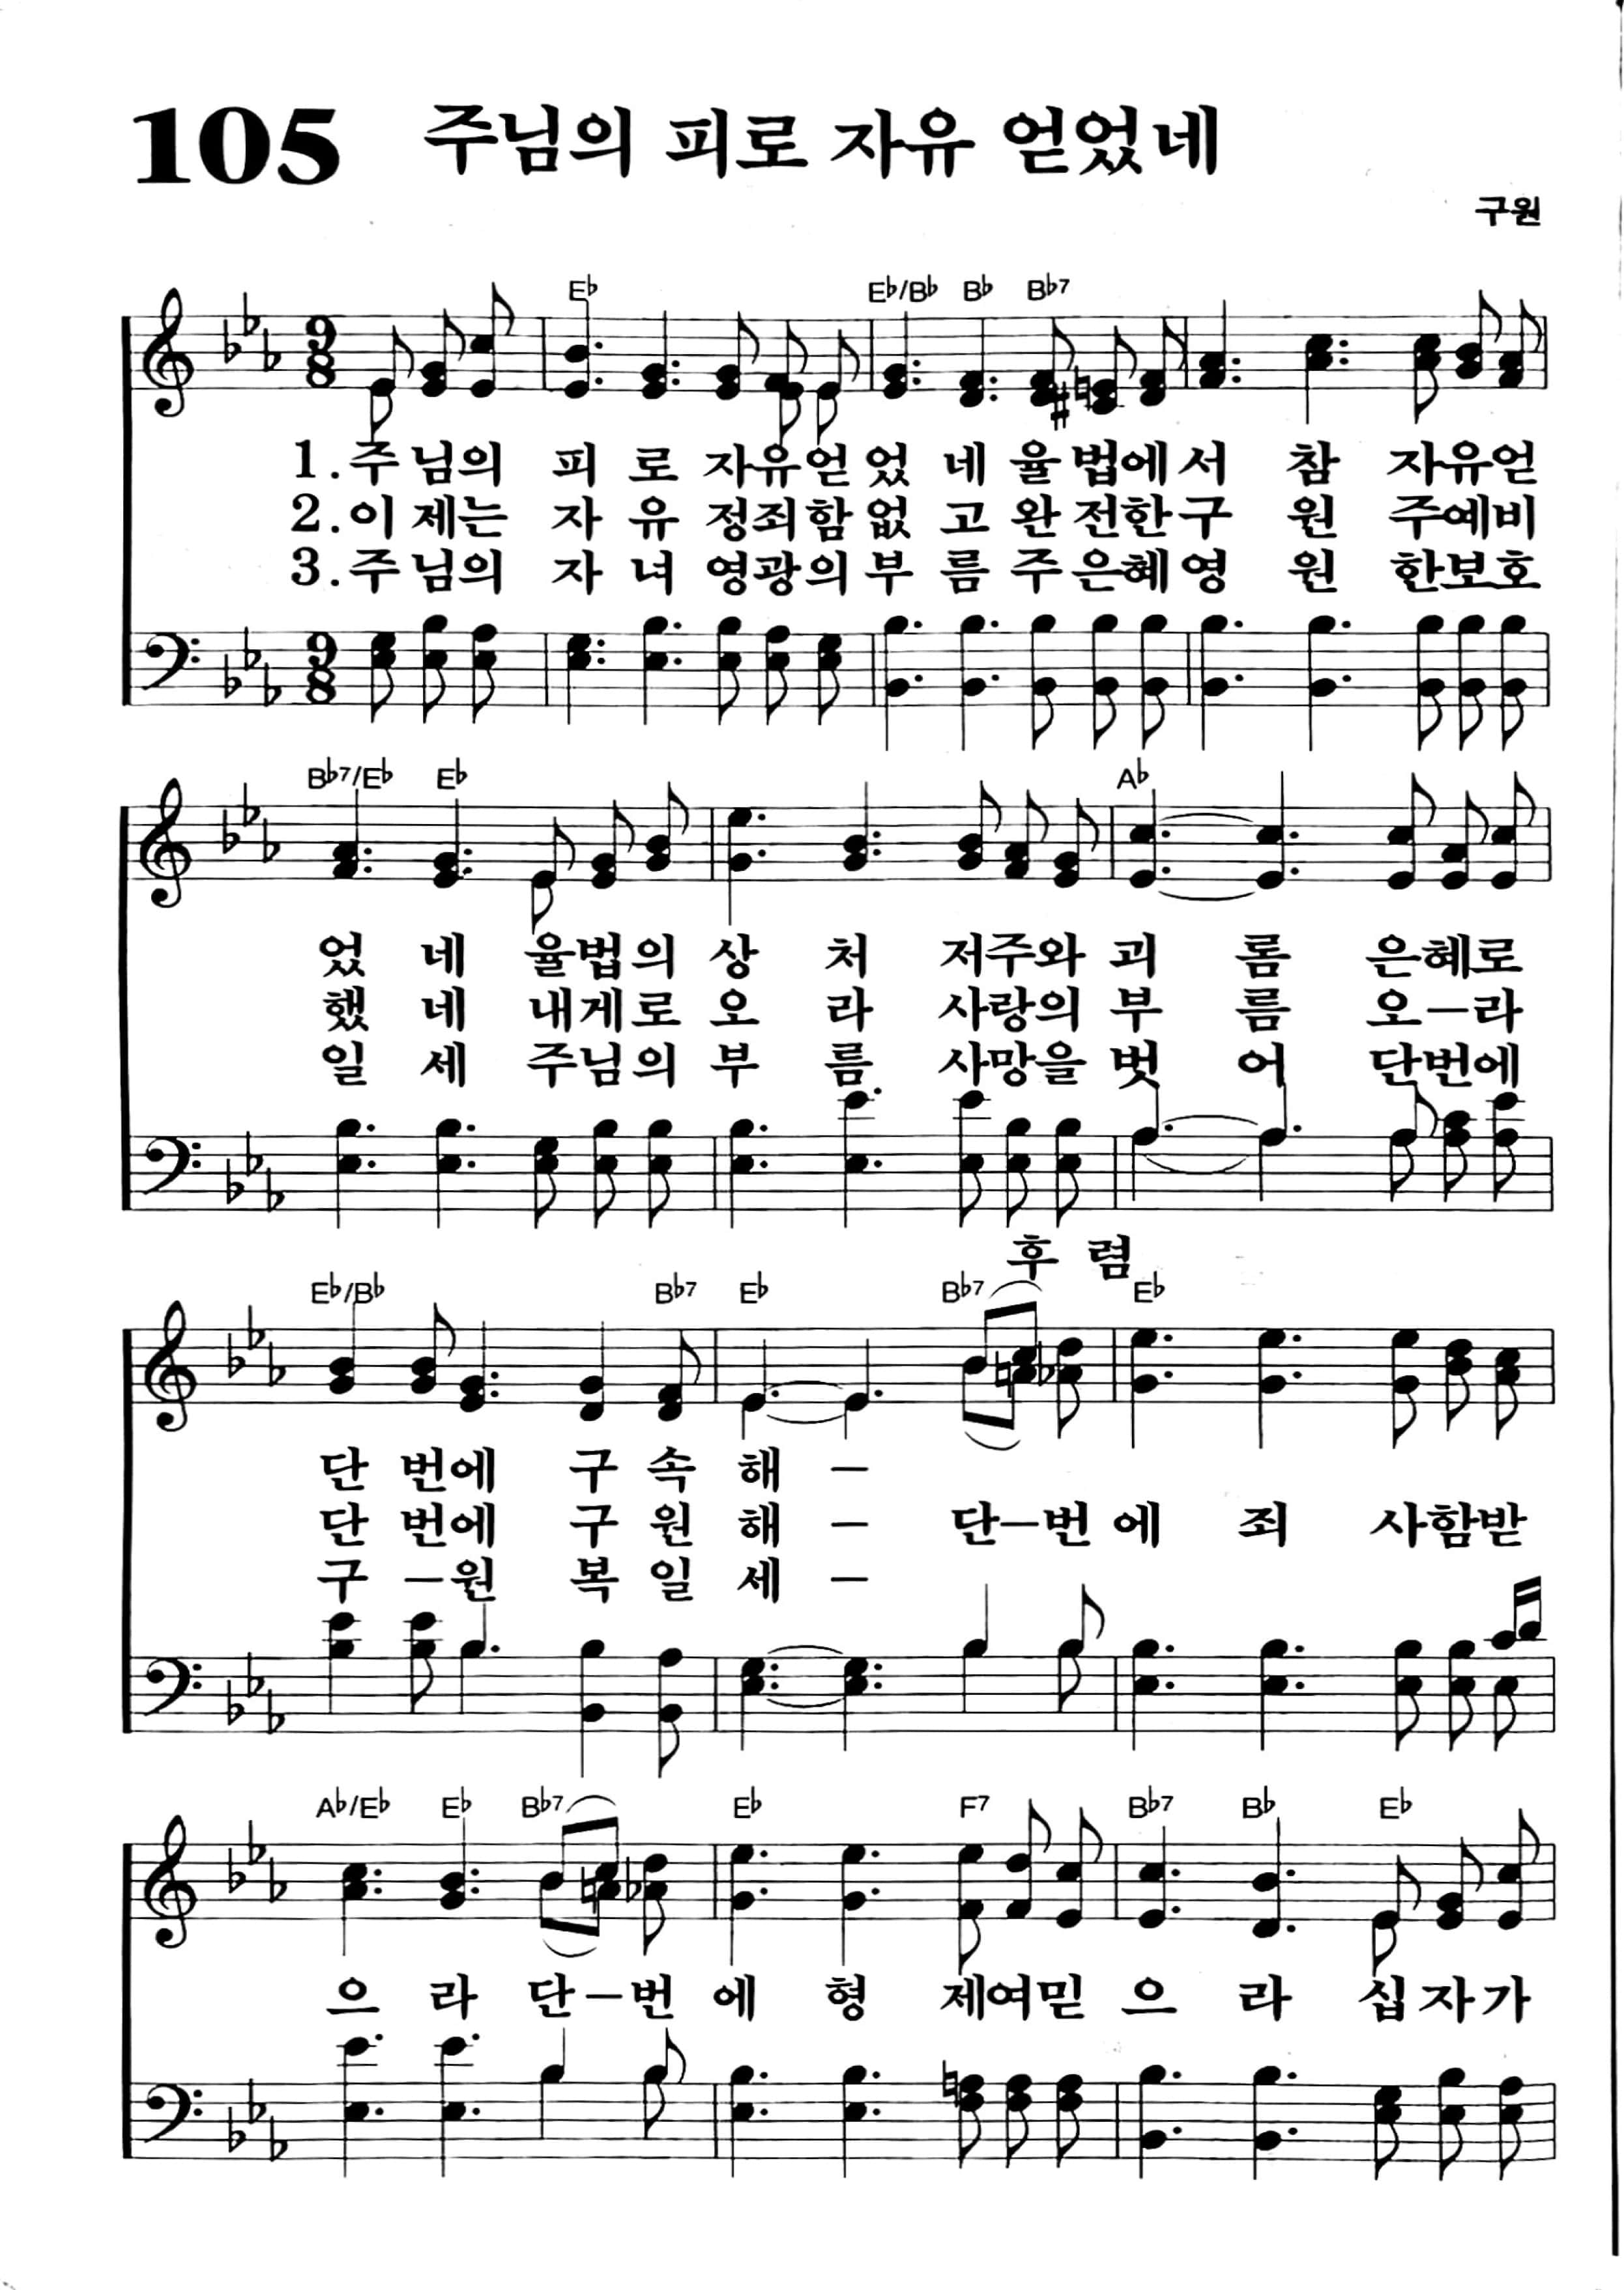 105 주님의 피로 자유 얻었네
구원
E♭ E♭/B♭ B♭ B♭7
9 8
1.주님의 피 로 자유얻었 네 율법에서 참 자유얻
2.이제는 자 유 정죄함없 고 완전한구 원 주예비
3.주님의 자 녀 영광의부 름 주은혜영 원 한보호
9 8
B♭7/E♭ E♭ A♭
었 네 율법의 상 처 저주와 괴 롬 은혜로
했 네 내게로 오 라 사랑의 부 름 오-라
일 세 주님의 부 름 사망을 벗 어 단번에
후 렴
E♭/B♭ B♭7 E♭ B♭7 E♭
단 번에 구 속 해 -
단 번에 구 원 해 - 단-번 에 죄 사함받
구 -원 복 일 세 -
A♭/E♭ E♭ B♭7 E♭ F7 B♭7 B♭ E♭
으 라 단-번 에 형 제여믿 으 라 십자가